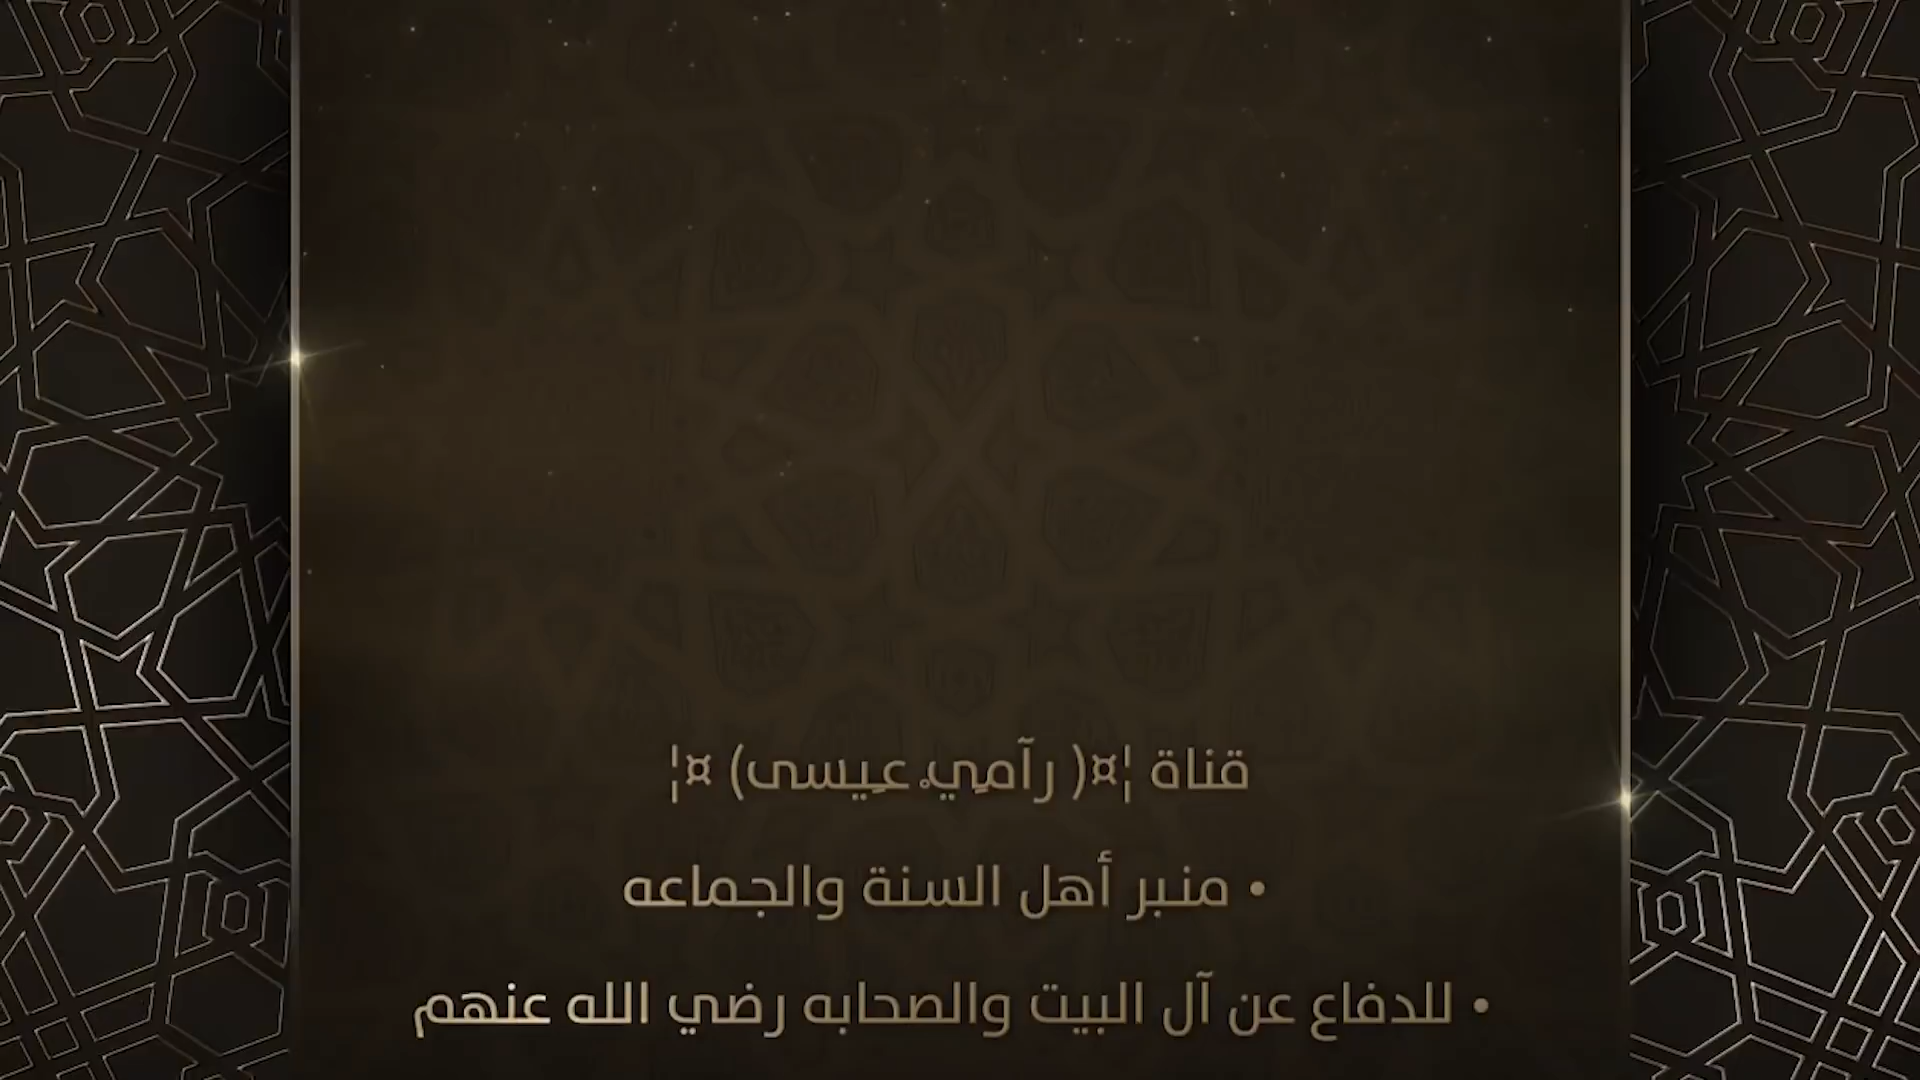 قناة ¦¤( رآمي۪ عيسى) ¤¦
• منبر أهل السنة والجماعه
• للدفاع عن آل البيت والصحابه رضي الله عنهم